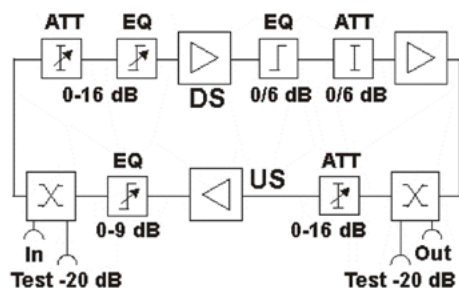 ATT EQ EQ ATT
0-16 dB DS 0/6 dB 0/6 dB
EQ US ATT
0-9 dB 0-16 dB
In Out
Test -20 dB Test -20 dB